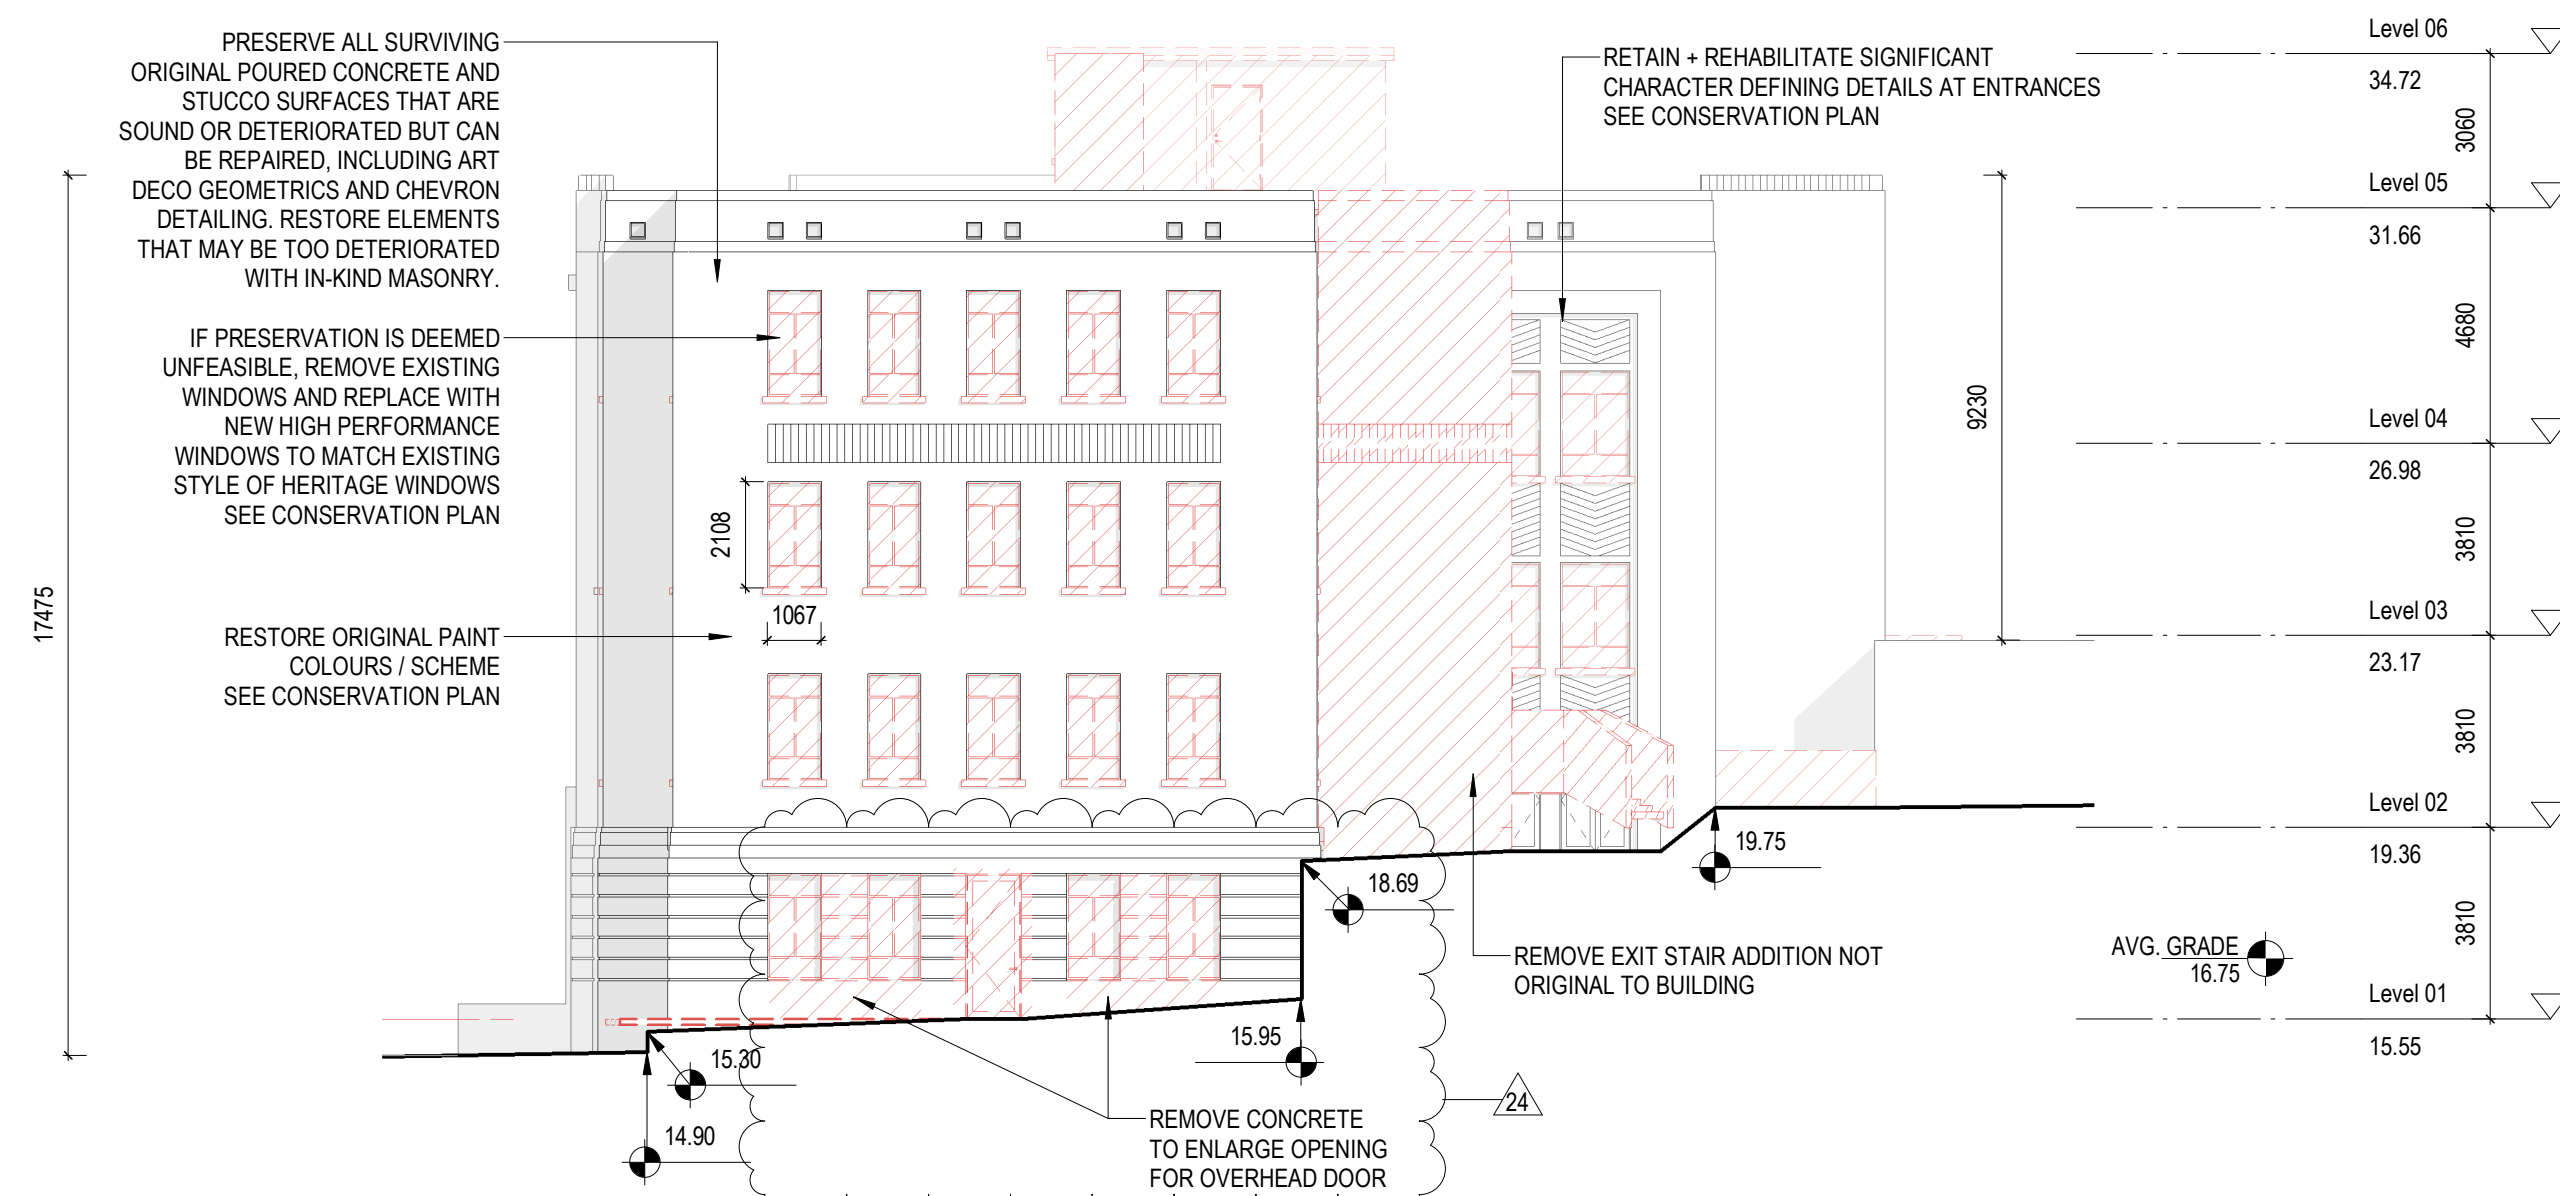 PRESERVE ALL SURVIVING
ORIGINAL POURED CONCRETE AND
STUCCO SURFACES THAT ARE
SOUND OR DETERIORATED BUT CAN
BE REPAIRED, INCLUDING ART
DECO GEOMETRICS AND CHEVRON
DETAILING. RESTORE ELEMENTS
THAT MAY BE TOO DETERIORATED
WITH IN-KIND MASONRY.
IF PRESERVATION IS DEEMED
UNFEASIBLE, REMOVE EXISTING
WINDOWS AND REPLACE WITH
NEW HIGH PERFORMANCE
WINDOWS TO MATCH EXISTING
STYLE OF HERITAGE WINDOWS
SEE CONSERVATION PLAN
RESTORE ORIGINAL PAINT
COLOURS / SCHEME
SEE CONSERVATION PLAN
17475
2108
1067
RETAIN + REHABILITATE SIGNIFICANT
CHARACTER DEFINING DETAILS AT ENTRANCES
SEE CONSERVATION PLAN
9230
19.75
18.69
15.95
15.30
14.90
REMOVE EXIT STAIR ADDITION NOT
ORIGINAL TO BUILDING
REMOVE CONCRETE
TO ENLARGE OPENING
FOR OVERHEAD DOOR
24
AVG. GRADE
16.75
Level 06
34.72
3060
Level 05
31.66
4680
Level 04
26.98
3810
Level 03
23.17
3810
Level 02
19.36
3810
Level 01
15.55